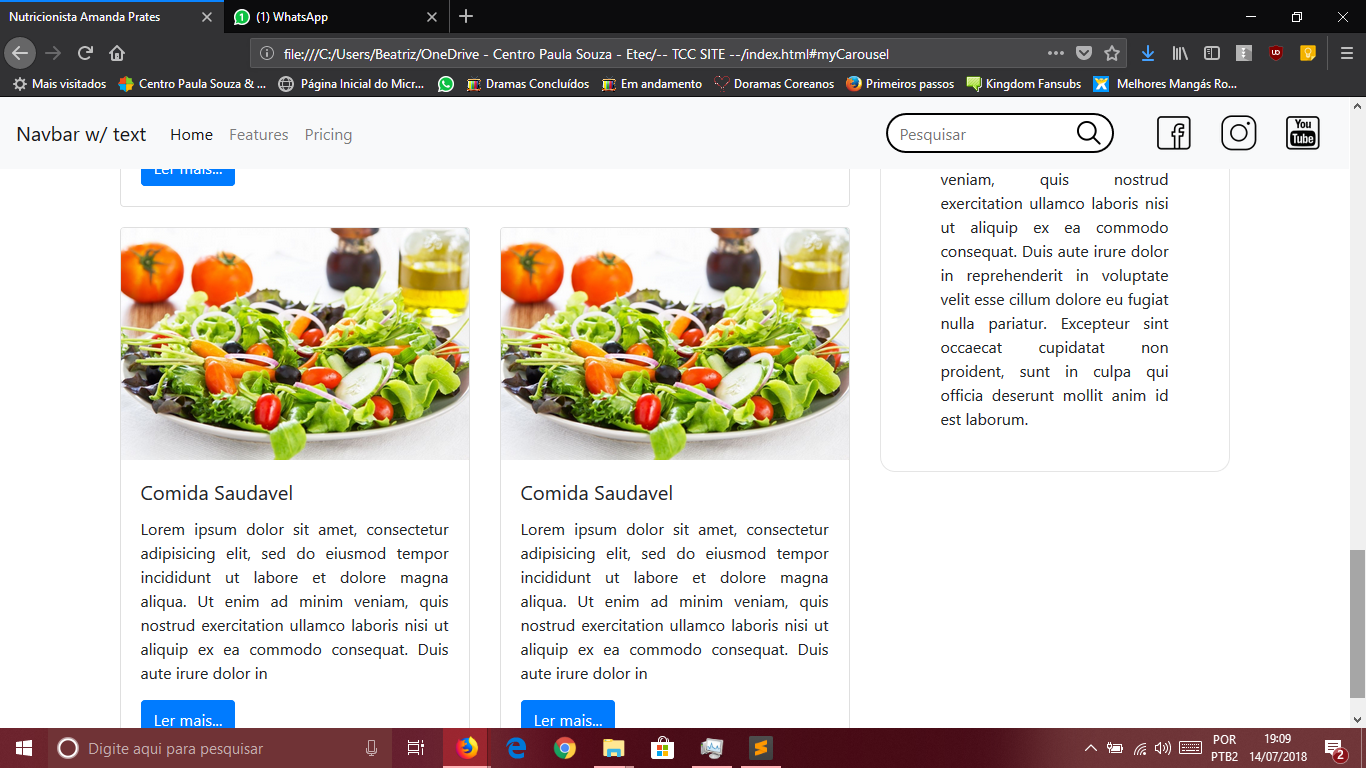 Nutricionista Amanda Prates
1
(1) WhatsApp
file:///C:/Users/Beatriz/OneDrive - Centro Paula Souza - Etec/-- TCC SITE --/index.html#myCarousel
Mais visitados
Centro Paula Souza & ...
Página Inicial do Micr...
Dramas Concluídos
Em andamento
Doramas Coreanos
Primeiros passos
Kingdom Fansubs
Melhores Mangás Ro...
Navbar w/ text
Home
Features
Pricing
Pesquisar
You
Tube
Ler mais...
Comida Saudavel
Lorem ipsum dolor sit amet, consectetur
adipisicing elit, sed do eiusmod tempor
incididunt ut labore et dolore magna
aliqua. Ut enim ad minim veniam, quis
nostrud exercitation ullamco laboris nisi ut
aliquip ex ea commodo consequat. Duis
aute irure dolor in
Ler mais...
Comida Saudavel
Lorem ipsum dolor sit amet, consectetur
adipisicing elit, sed do eiusmod tempor
incididunt ut labore et dolore magna
aliqua. Ut enim ad minim veniam, quis
nostrud exercitation ullamco laboris nisi ut
aliquip ex ea commodo consequat. Duis
aute irure dolor in
Ler mais...
veniam, quis nostrud
exercitation ullamco laboris nisi
ut aliquip ex ea commodo
consequat. Duis aute irure dolor
in reprehenderit in voluptate
velit esse cillum dolore eu fugiat
nulla pariatur. Excepteur sint
occaecat cupidatat non
proident, sunt in culpa qui
officia deserunt mollit anim id
est laborum.
Digite aqui para pesquisar
POR
PTB2
19:09
14/07/2018
2